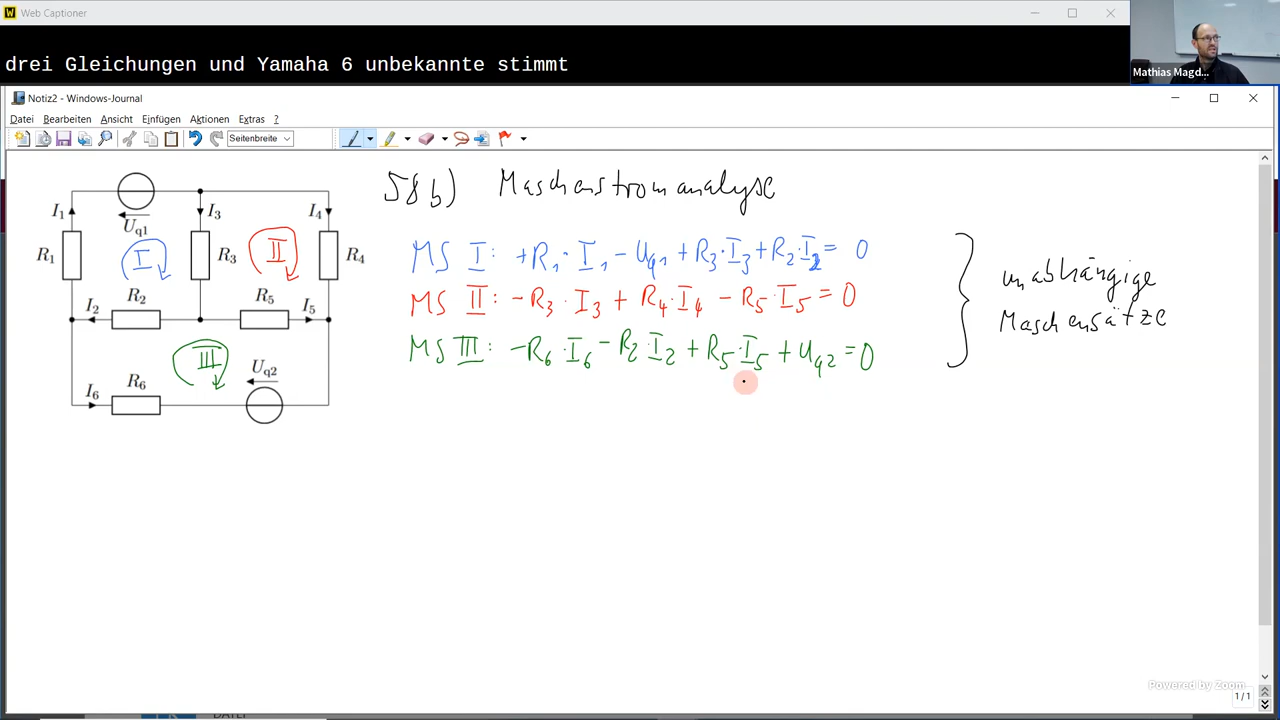 Web Captioner
drei Gleichungen und Yamaha 6 unbekannte stimmt
Mathias Magd...
Notiz2 - Windows-Journal
Datei Bearbeiten Ansicht Einfügen Aktionen Extras ?
Seitenbreite
58b) Maschenstromanalyse
I1 Uq1 I3 I4
R1 I R3 II R4
I2 R2 R5 I5
III Uq2
I6 R6
MS I: +R1·I1 - Uq1 + R3·I3 + R2·I2 = 0
MS II: -R3·I3 + R4·I4 - R5·I5 = 0
MS III: -R6·I6 - R2·I2 + R5·I5 + Uq2 = 0
unabhängige
Maschensätze
Powered by Zoom
1/1